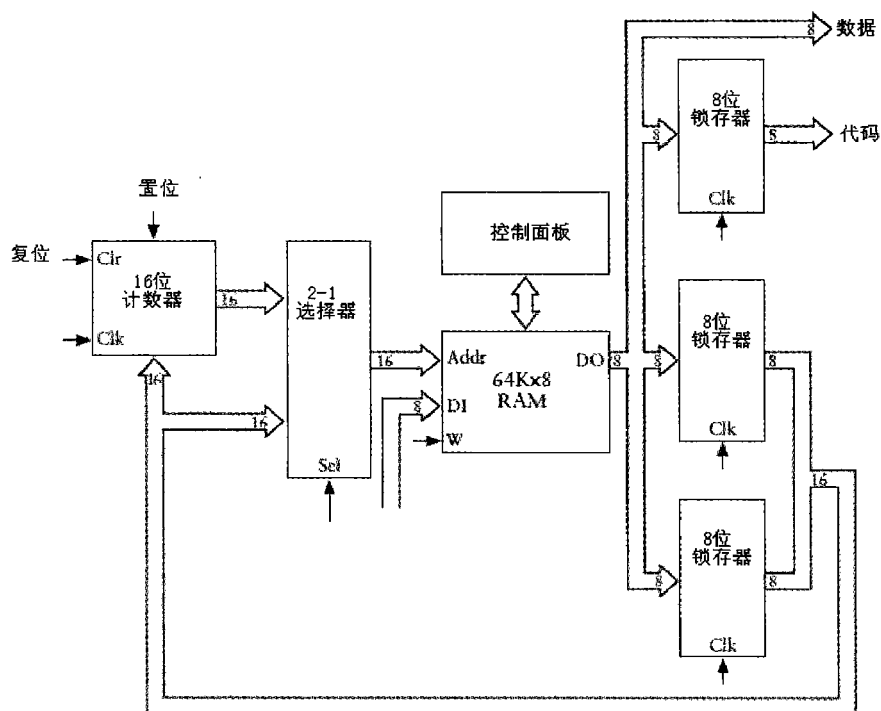 8
数据
8位
锁存器
8
8
代码
Clk
置位
复位
Clr
16位
计数器
16
Clk
16
2-1
选择器
16
16
Sel
控制面板
Addr
DO
8
64K×8
RAM
8
DI
W
8
8位
锁存器
8
Clk
16
8
8位
锁存器
8
Clk